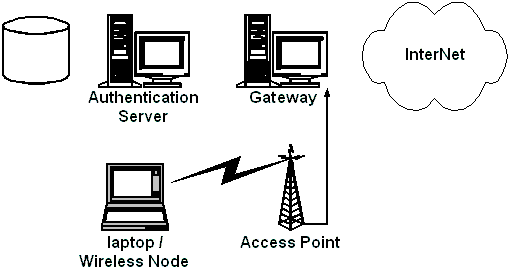 InterNet
Authentication
Server
Gateway
laptop /
Wireless Node
Access Point